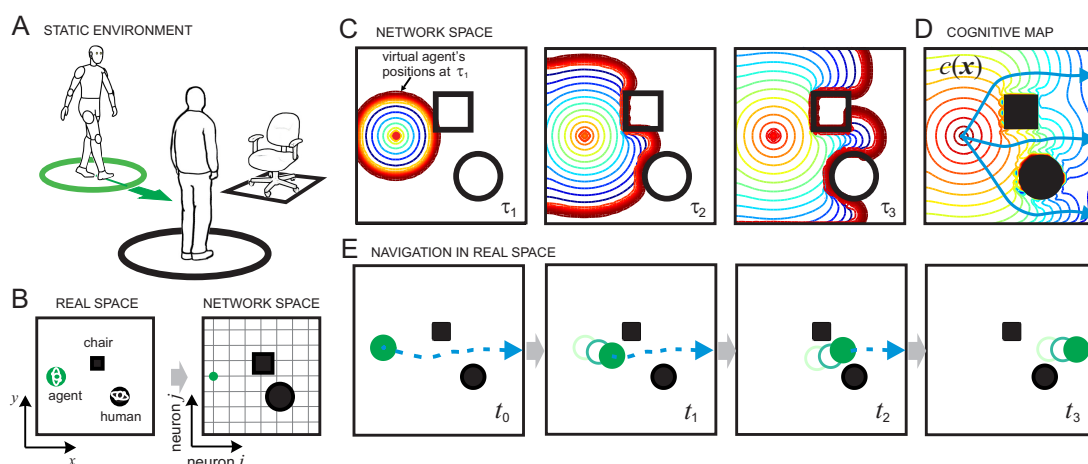 A
STATIC ENVIRONMENT
B
REAL SPACE
chair
agent
human
y
x
NETWORK SPACE
neuron j
neuron i
C
NETWORK SPACE
virtual agent's
positions at τ1
τ1
τ2
τ3
D
COGNITIVE MAP
c(x)
E
NAVIGATION IN REAL SPACE
t0
t1
t2
t3